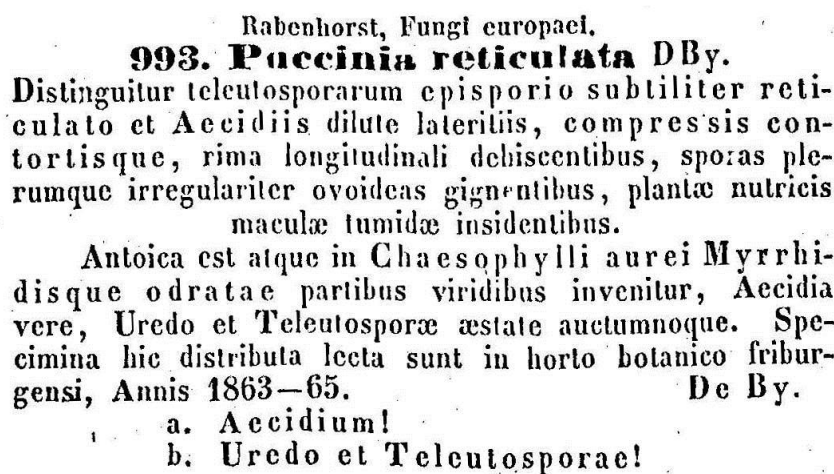 Rabenhorst, Fungi europaei.
993. Puccinia reticulata DBy.
Distinguitur teleutosporarum episporio subtiliter reti-
culato et Aecidiis dilute lateritiis, compressis con-
tortisque, rima longitudinali dehiscentibus, sporas ple-
rumque irregulariter ovoideas gignentibus, plantæ nutricis
maculæ tumidæ insidentibus.
Antoica est atque in Chaesophylli aurei Myrrhi-
disque odratae partibus viridibus invenitur, Aecidia
vere, Uredo et Teleutosporæ æstate auctumnoque. Spe-
cimina hic distributa lecta sunt in horto botanico fribur-
gensi, Annis 1863—65. De By.
a. Aecidium!
b. Uredo et Teleutosporae!